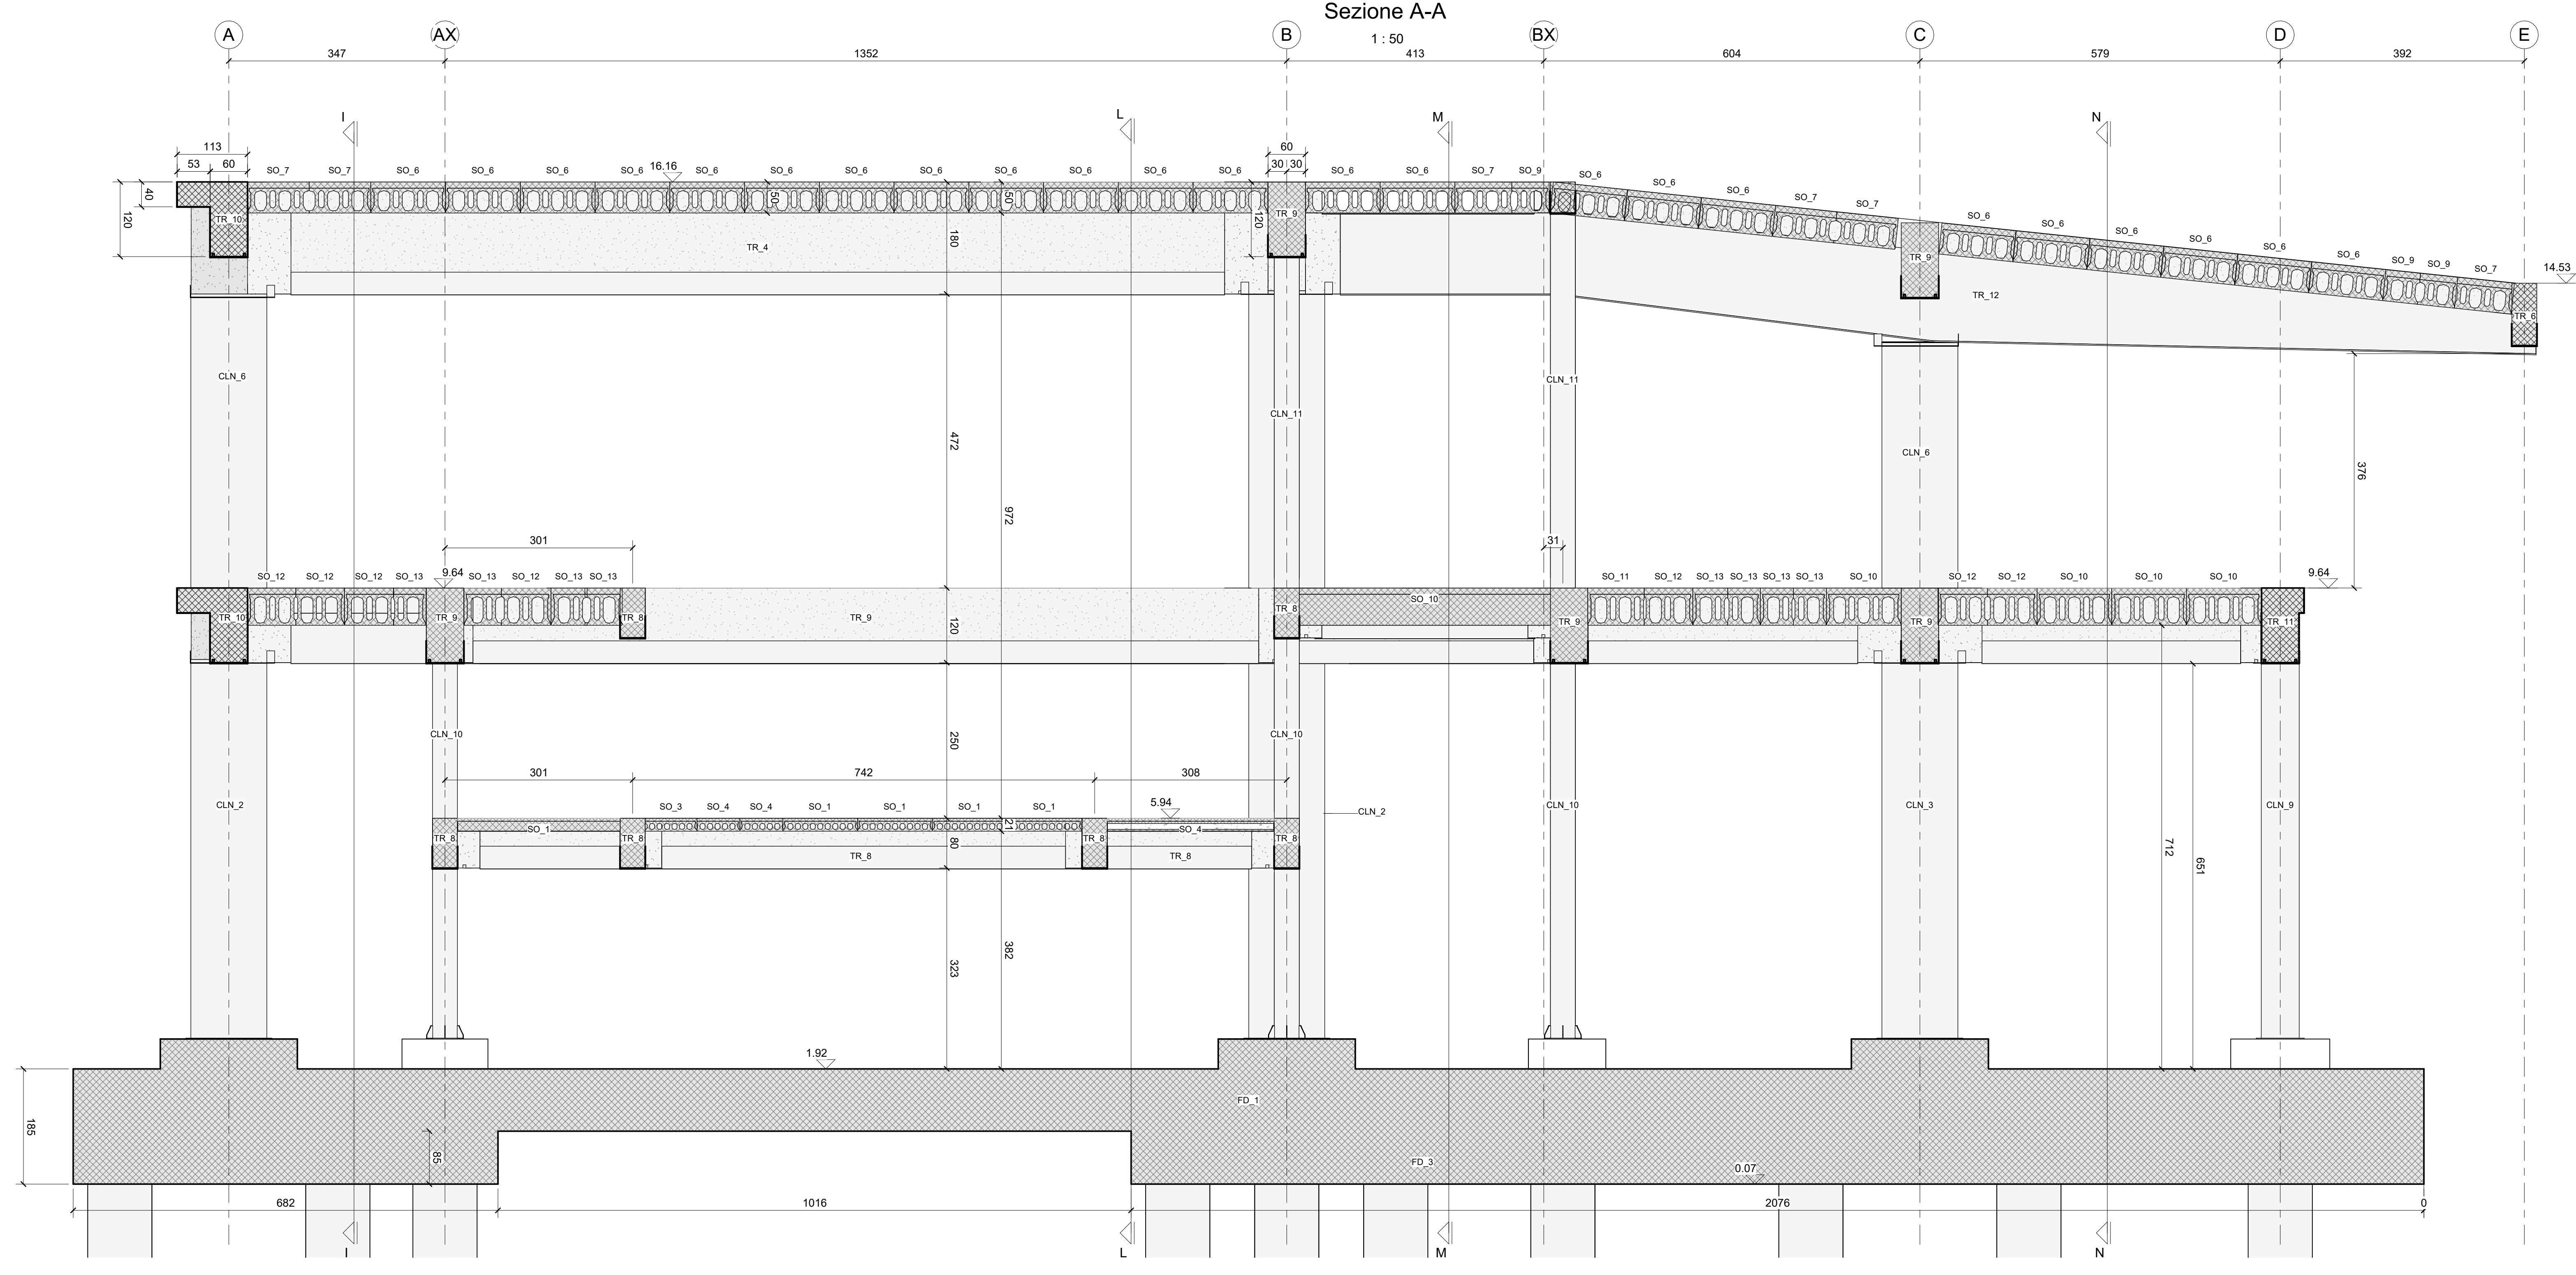 Sezione A-A
1 : 50
A AX B BX C D E
347 1352 413 604 579 392
I L M N
113 60
53 60 30 30
SO_7 SO_7 SO_6 SO_6 SO_6 SO_6 16.16 SO_6 SO_6 SO_6 SO_6 SO_6 SO_6 SO_6 SO_6 SO_6 SO_6 SO_7 SO_9 SO_6
SO_6 SO_6 SO_7 SO_7
SO_6 SO_6 SO_6 SO_6 SO_6 SO_6 SO_9 SO_9 SO_7
14.53
40 120 50 50 120
TR_10 TR_9 TR_9
180 TR_4 TR_12 TR_6
CLN_6 CLN_11 CLN_11 CLN_6
472 972 376
301 31
SO_12 SO_12 SO_12 SO_13 9.64 SO_13 SO_12 SO_13 SO_13 SO_11 SO_12 SO_13 SO_13 SO_13 SO_13 SO_10 SO_12 SO_12 SO_10 SO_10 SO_10 9.64
SO_10
TR_10 TR_9 TR_8 120 TR_9 TR_8 TR_9 TR_9 TR_11
CLN_10 250 CLN_10
301 742 308
CLN_2 SO_3 SO_4 SO_4 SO_1 SO_1 SO_1 SO_1 5.94 CLN_2 CLN_10 CLN_3 CLN_9
SO_1 21 SO_4
TR_8 TR_8 80 TR_8 TR_8
TR_8 TR_8
712 651
323 382
1.92
FD_1
185 85
FD_3 0.07
682 1016 2076 0
I L M N